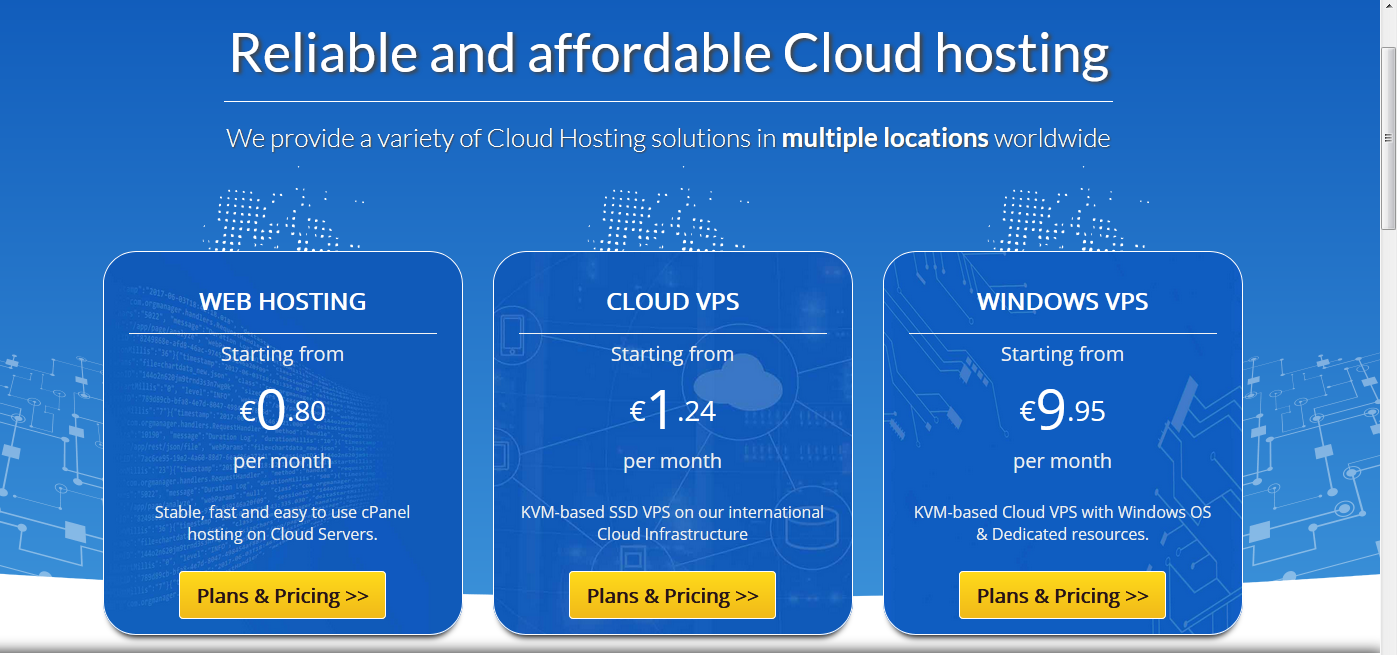 Reliable and affordable Cloud hosting
We provide a variety of Cloud Hosting solutions in multiple locations worldwide
WEB HOSTING
Starting from
€0.80
per month
Stable, fast and easy to use cPanel
hosting on Cloud Servers.
Plans & Pricing >>
CLOUD VPS
Starting from
€1.24
per month
KVM-based SSD VPS on our international
Cloud Infrastructure
Plans & Pricing >>
WINDOWS VPS
Starting from
€9.95
per month
KVM-based Cloud VPS with Windows OS
& Dedicated resources.
Plans & Pricing >>